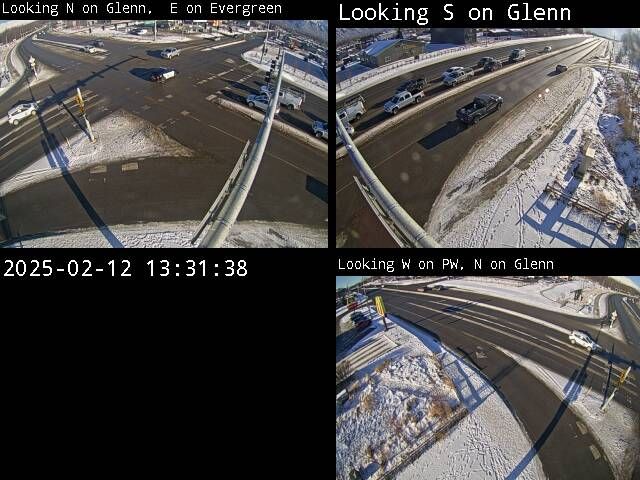 Looking N on Glenn,  E on Evergreen
Looking S on Glenn
2025-02-12 13:31:38
Looking W on PW, N on Glenn